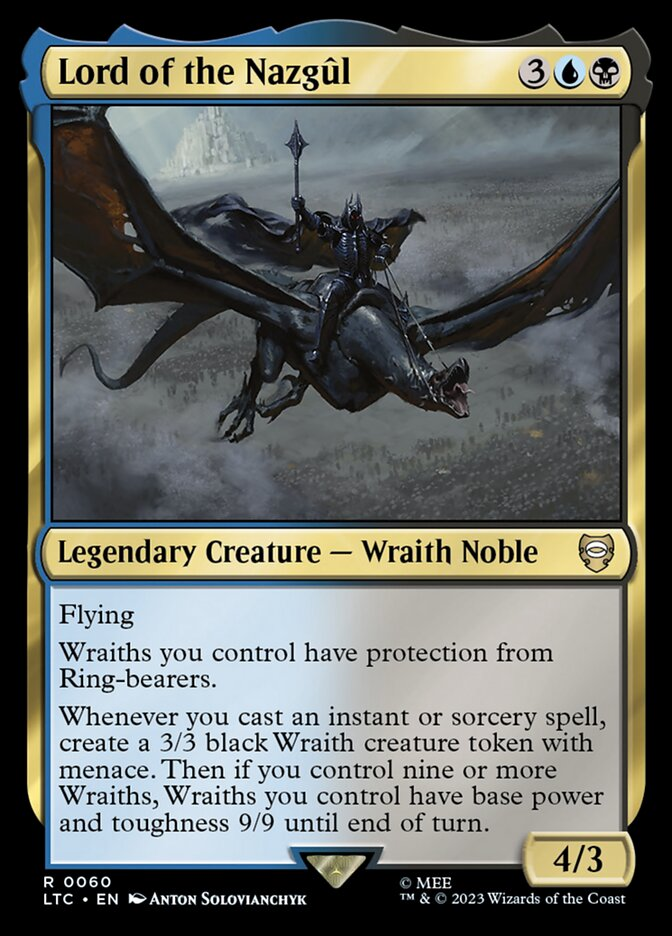 Lord of the Nazgûl 3
Legendary Creature — Wraith Noble
Flying
Wraiths you control have protection from
Ring-bearers.
Whenever you cast an instant or sorcery spell,
create a 3/3 black Wraith creature token with
menace. Then if you control nine or more
Wraiths, Wraiths you control have base power
and toughness 9/9 until end of turn.
4/3
R 0060
LTC • EN Anton Solovianchyk
© MEE
™ & © 2023 Wizards of the Coast